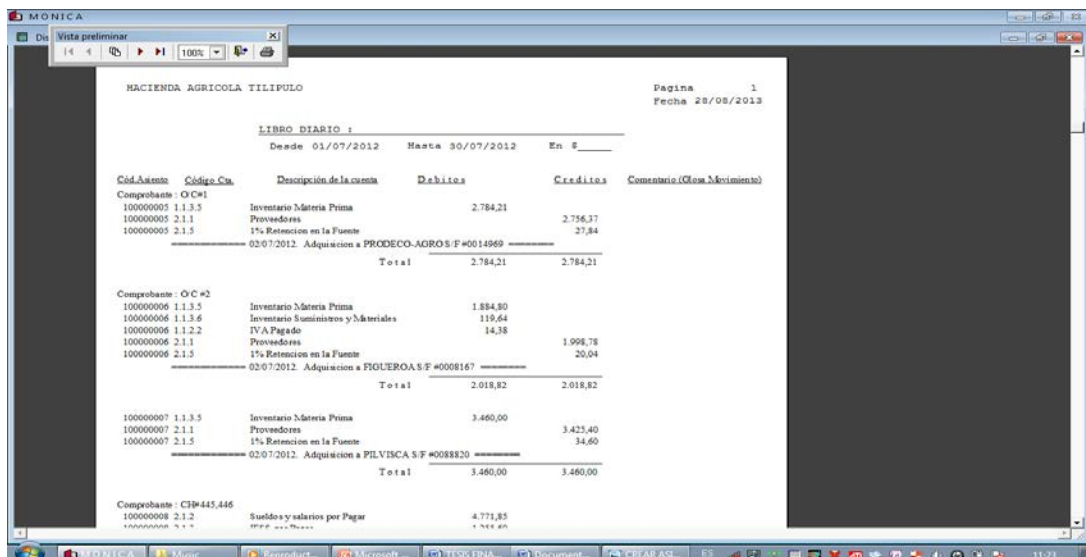 MONICA
Dis
Vista preliminar
100%
HACIENDA AGRICOLA TILIPULO Pagina 1
Fecha 28/08/2013
LIBRO DIARIO :
Desde 01/07/2012 Hasta 30/07/2012 En $_____
Cód.Asiento Código Cta. Descripción de la cuenta Debitos Creditos Comentario (Glosa Movimiento)
Comprobante : O/C#1
100000005 1.1.3.5 Inventario Materia Prima 2.784,21
100000005 2.1.1 Proveedores 2.756,37
100000005 2.1.5 1% Retencion en la Fuente 27,84
============== 02/07/2012. Adquisicion a PRODECO-AGRO S/F #0014969 ========
Total 2.784,21 2.784,21
Comprobante : O/C #2
100000006 1.1.3.5 Inventario Materia Prima 1.884,80
100000006 1.1.3.6 Inventario Suministros y Materiales 119,64
100000006 1.1.2.2 IVA Pagado 14,38
100000006 2.1.1 Proveedores 1.998,78
100000006 2.1.5 1% Retencion en la Fuente 20,04
============== 02/07/2012. Adquisicion a FIGUEROA S/F #0008167 ========
Total 2.018,82 2.018,82
100000007 1.1.3.5 Inventario Materia Prima 3.460,00
100000007 2.1.1 Proveedores 3.425,40
100000007 2.1.5 1% Retencion en la Fuente 34,60
============== 02/07/2012. Adquisicion a PILVISCA S/F #0088820 ========
Total 3.460,00 3.460,00
Comprobante : CH#445,446
100000008 2.1.2 Sueldos y salarios por Pagar 4.771,85
MONICA Music Reproduct... Microsoft ... TESIS FINA... Document... CREAR ASI... ES 11:23